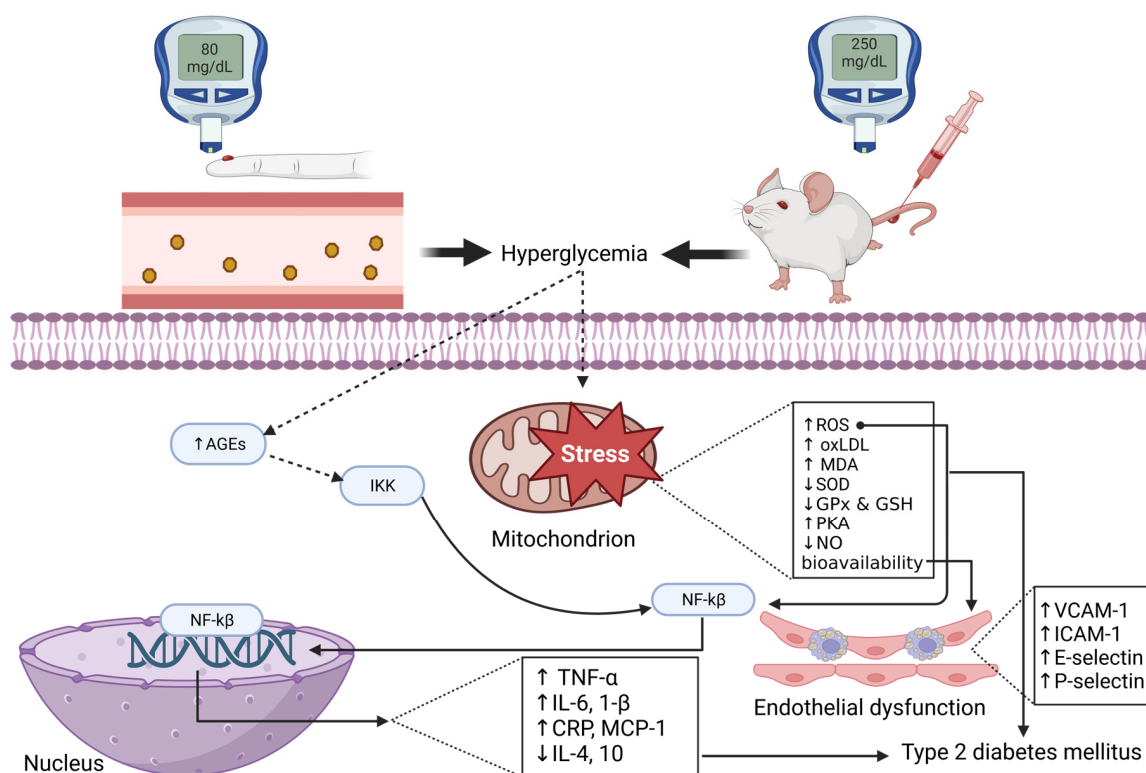 80
mg/dL
250
mg/dL
Hyperglycemia
↑AGEs
IKK
Stress
Mitochondrion
↑ROS
↑ oxLDL
↑ MDA
↓SOD
↓GPx & GSH
↑PKA
↓NO
bioavailability
NF-kβ
NF-kβ
↑VCAM-1
↑ICAM-1
↑E-selectin
↑P-selectin
Endothelial dysfunction
↑ TNF-α
↑IL-6, 1-β
↑CRP, MCP-1
↓IL-4, 10
Nucleus
Type 2 diabetes mellitus